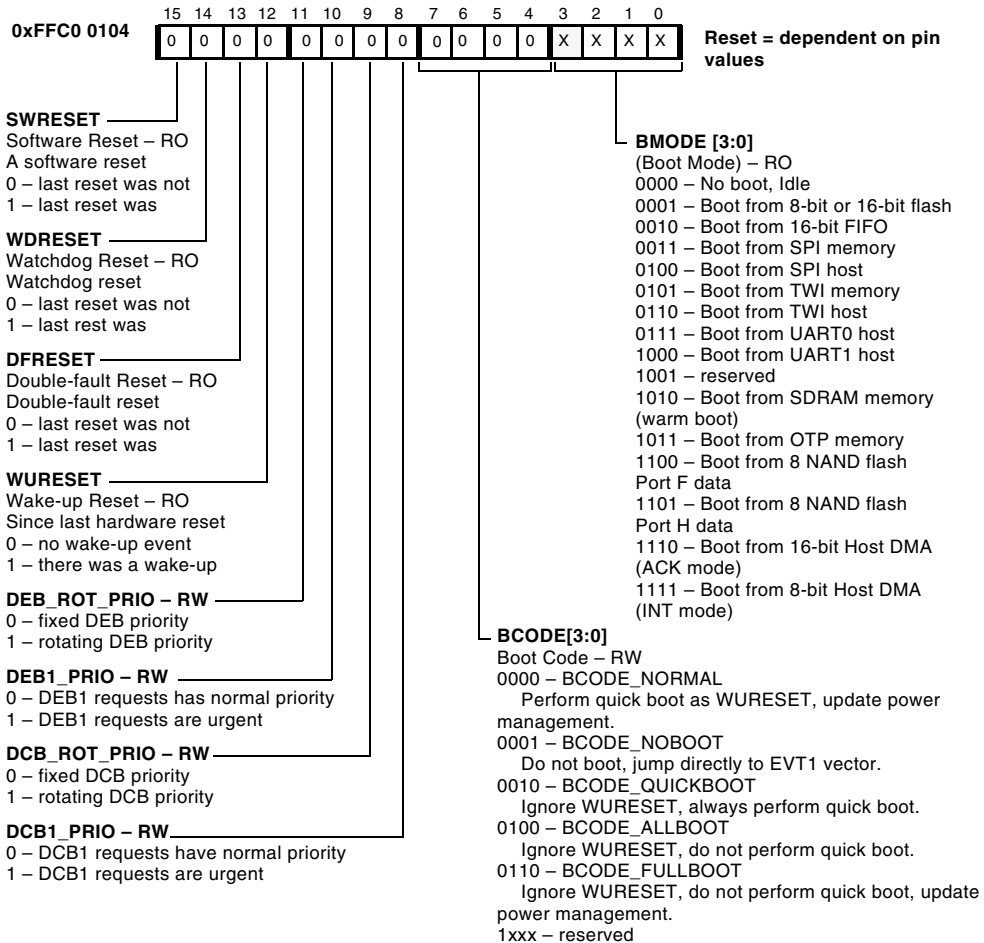 15 14 13 12 11 10 9 8 7 6 5 4 3 2 1 0
0xFFC0 0104
0 0 0 0 0 0 0 0 0 0 0 0 X X X X
Reset = dependent on pin
values
SWRESET
Software Reset – RO
A software reset
0 – last reset was not
1 – last reset was
WDRESET
Watchdog Reset – RO
Watchdog reset
0 – last reset was not
1 – last rest was
DFRESET
Double-fault Reset – RO
Double-fault reset
0 – last reset was not
1 – last reset was
WURESET
Wake-up Reset – RO
Since last hardware reset
0 – no wake-up event
1 – there was a wake-up
DEB_ROT_PRIO – RW
0 – fixed DEB priority
1 – rotating DEB priority
DEB1_PRIO – RW
0 – DEB1 requests has normal priority
1 – DEB1 requests are urgent
DCB_ROT_PRIO – RW
0 – fixed DCB priority
1 – rotating DCB priority
DCB1_PRIO – RW
0 – DCB1 requests have normal priority
1 – DCB1 requests are urgent
BMODE [3:0]
(Boot Mode) – RO
0000 – No boot, Idle
0001 – Boot from 8-bit or 16-bit flash
0010 – Boot from 16-bit FIFO
0011 – Boot from SPI memory
0100 – Boot from SPI host
0101 – Boot from TWI memory
0110 – Boot from TWI host
0111 – Boot from UART0 host
1000 – Boot from UART1 host
1001 – reserved
1010 – Boot from SDRAM memory
(warm boot)
1011 – Boot from OTP memory
1100 – Boot from 8 NAND flash
Port F data
1101 – Boot from 8 NAND flash
Port H data
1110 – Boot from 16-bit Host DMA
(ACK mode)
1111 – Boot from 8-bit Host DMA
(INT mode)
BCODE[3:0]
Boot Code – RW
0000 – BCODE_NORMAL
Perform quick boot as WURESET, update power
management.
0001 – BCODE_NOBOOT
Do not boot, jump directly to EVT1 vector.
0010 – BCODE_QUICKBOOT
Ignore WURESET, always perform quick boot.
0100 – BCODE_ALLBOOT
Ignore WURESET, do not perform quick boot.
0110 – BCODE_FULLBOOT
Ignore WURESET, do not perform quick boot, update
power management.
1xxx – reserved